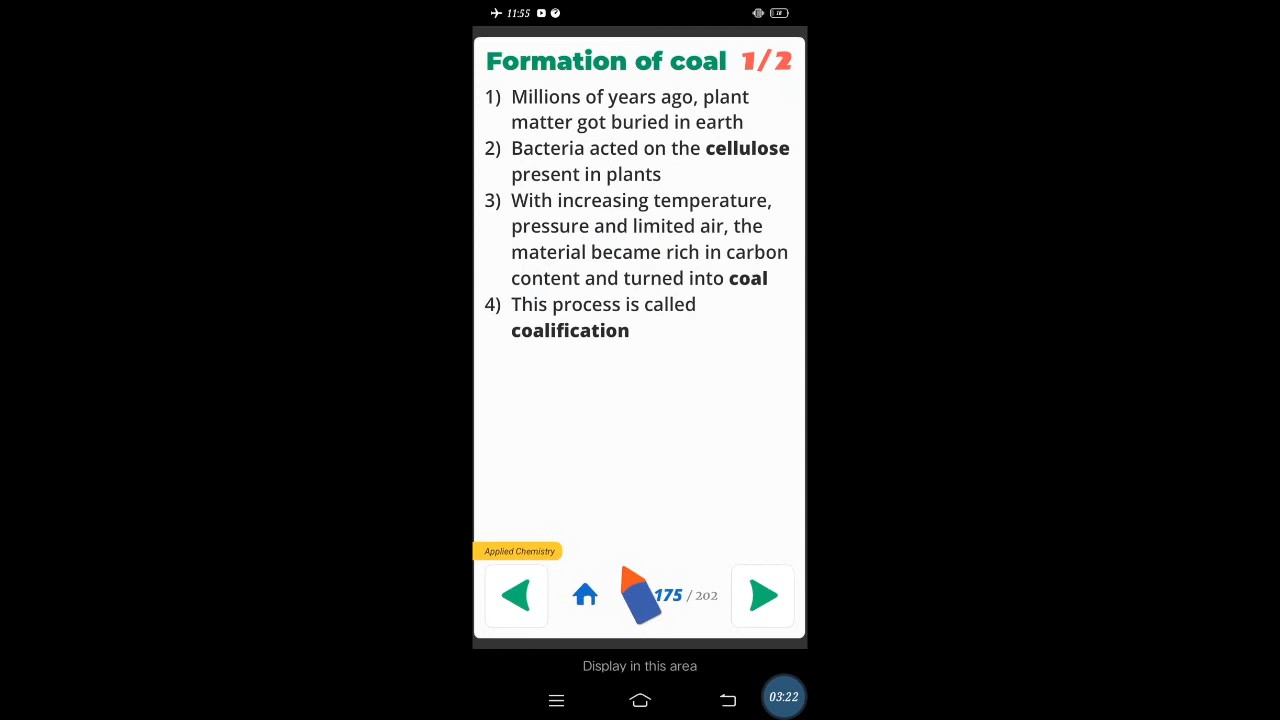 11:55
Formation of coal 1/2
1) Millions of years ago, plant
matter got buried in earth
2) Bacteria acted on the cellulose
present in plants
3) With increasing temperature,
pressure and limited air, the
material became rich in carbon
content and turned into coal
4) This process is called
coalification
Applied Chemistry
175 / 202
Display in this area
03:22